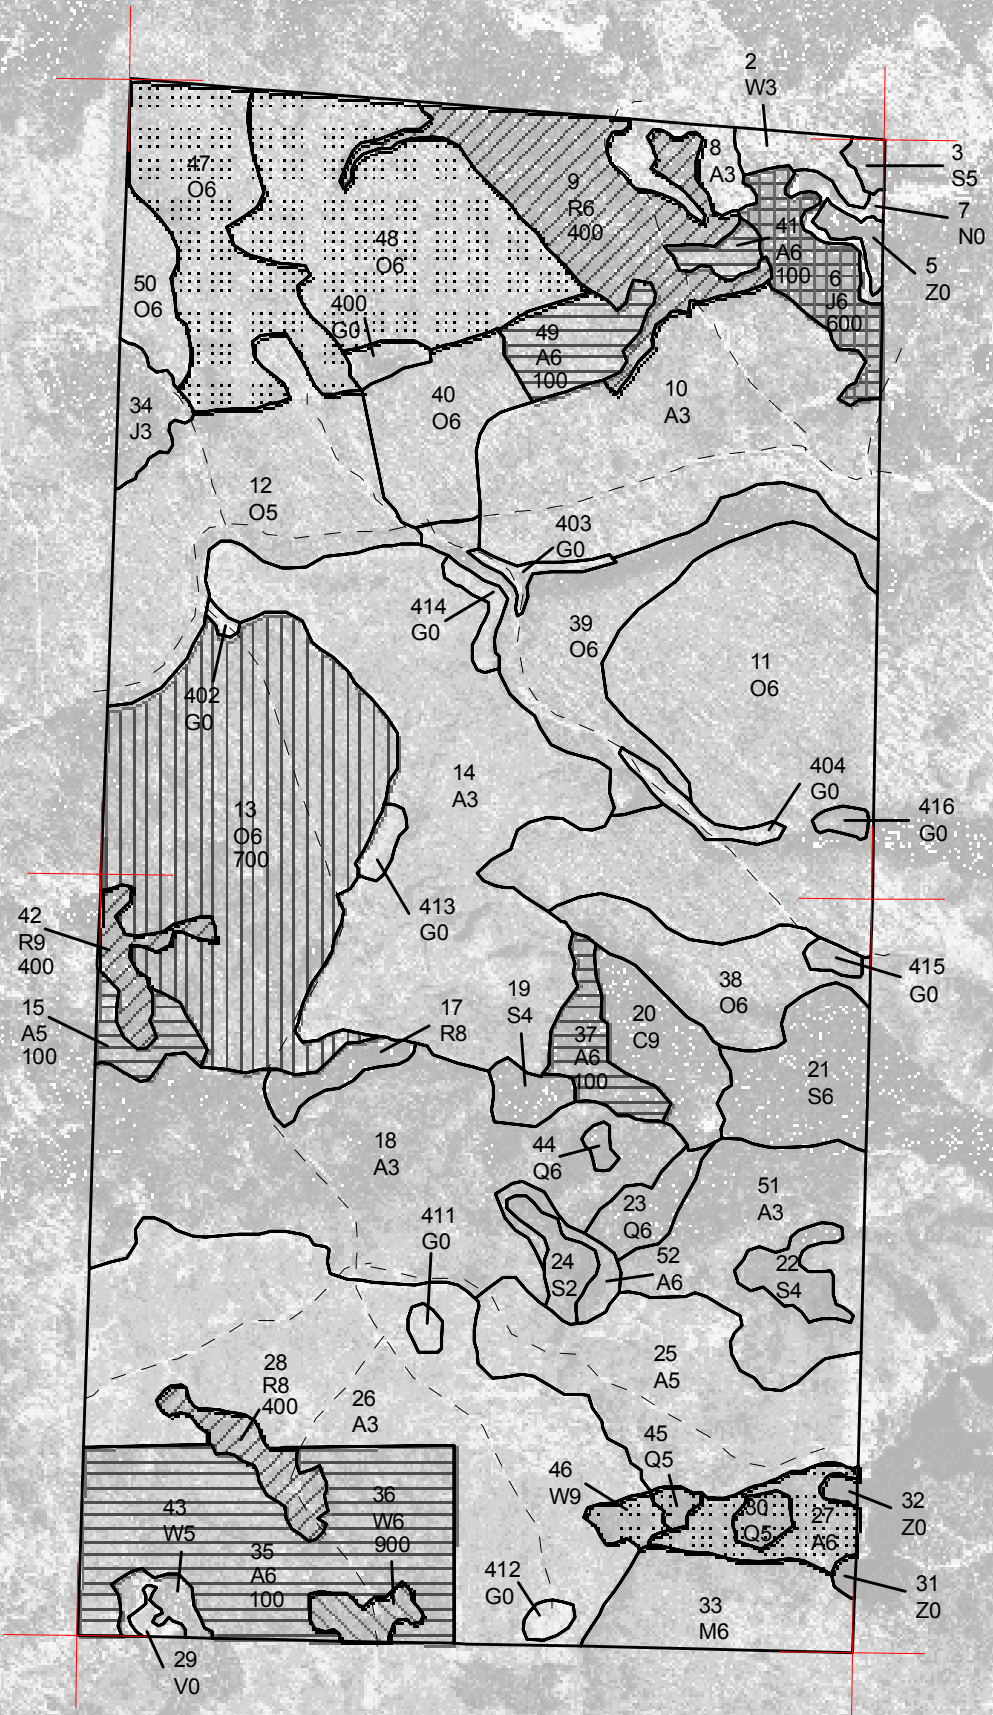 2
W3
8
A3
3
S5
47
O6
9
R6
400
7
N0
41
A6
100
48
O6
5
Z0
50
O6
6
J6
600
400
G0
49
A6
100
10
A3
40
O6
34
J3
12
O5
403
G0
414
G0
39
O6
11
O6
402
G0
14
A3
404
G0
416
G0
13
O6
700
413
G0
42
R9
400
415
G0
38
O6
19
S4
17
R8
20
C9
15
A5
100
37
A6
100
21
S6
18
A3
44
Q6
51
A3
23
Q6
411
G0
52
A6
24
S2
22
S4
25
A5
28
R8
400
26
A3
45
Q5
46
W9
36
W6
900
43
W5
30
Q5
27
A6
32
Z0
35
A6
100
412
G0
31
Z0
33
M6
29
V0